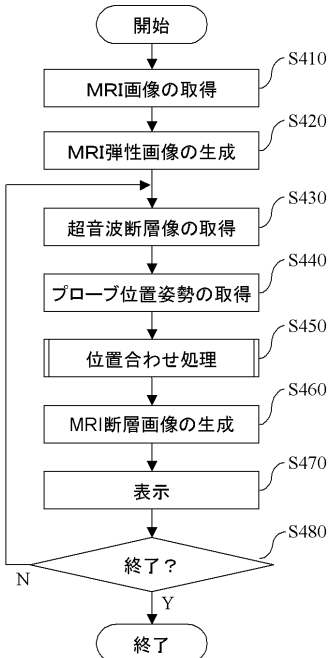 開始
S410
MRI画像の取得
S420
MRI弾性画像の生成
S430
超音波断層像の取得
S440
プローブ位置姿勢の取得
S450
位置合わせ処理
S460
MRI断層画像の生成
S470
表示
S480
終了？
N
Y
終了